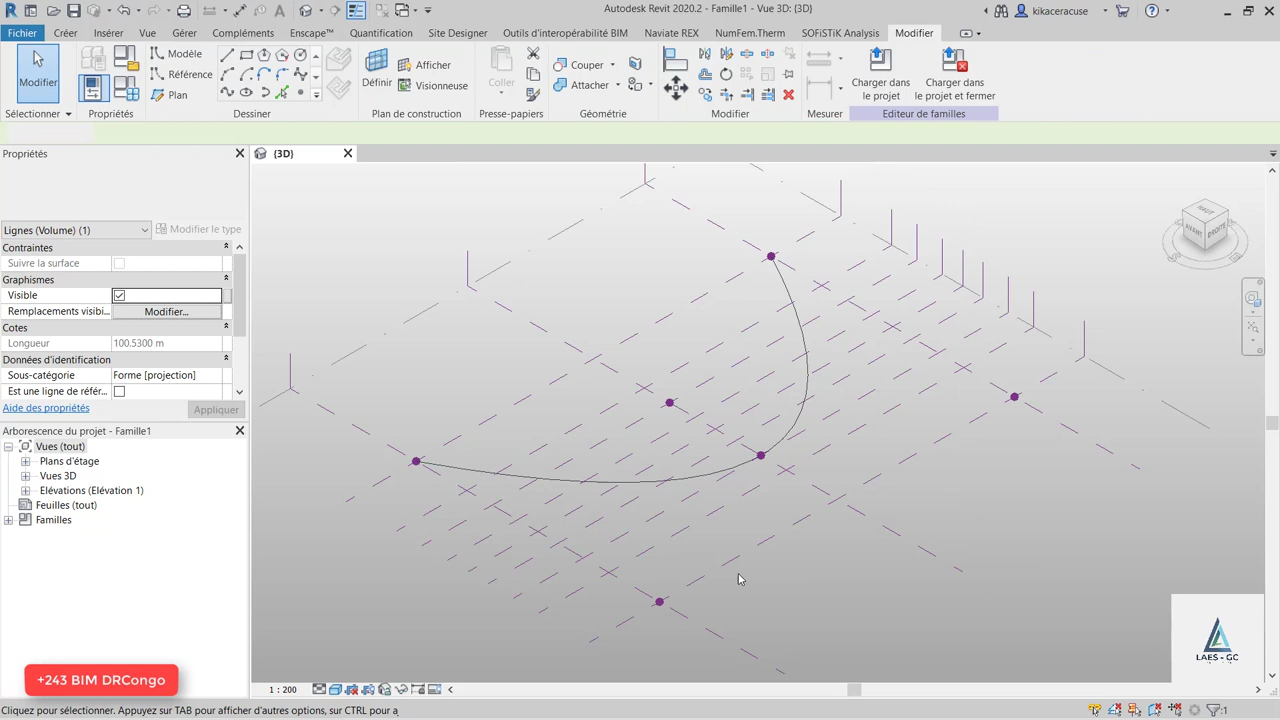 Autodesk Revit 2020.2 - Famille1 - Vue 3D: {3D}
kikaceracuse
Fichier Créer Insérer Vue Gérer Compléments Enscape™ Quantification Site Designer Outils d'interopérabilité BIM Naviate REX NumFem.Therm SOFiSTiK Analysis Modifier
Modifier
Modèle
Référence
Plan
Définir
Afficher
Visionneuse
Coller
Couper
Attacher
Charger dans le projet
Charger dans le projet et fermer
Sélectionner Propriétés Dessiner Plan de construction Presse-papiers Géométrie Modifier Mesurer Editeur de familles
Propriétés
{3D}
Lignes (Volume) (1)
Modifier le type
Contraintes
Suivre la surface
Graphismes
Visible
Remplacements visibi...
Modifier...
Cotes
Longueur 100.5300 m
Données d'identification
Sous-catégorie Forme [projection]
Est une ligne de référ...
Aide des propriétés
Appliquer
Arborescence du projet - Famille1
Vues (tout)
Plans d'étage
Vues 3D
Elévations (Elévation 1)
Feuilles (tout)
Familles
HAUT
AVANT
DROITE
LAES - GC
+243 BIM DRCongo
1 : 200
Cliquez pour sélectionner. Appuyez sur TAB pour afficher d'autres options, sur CTRL pour a
:1